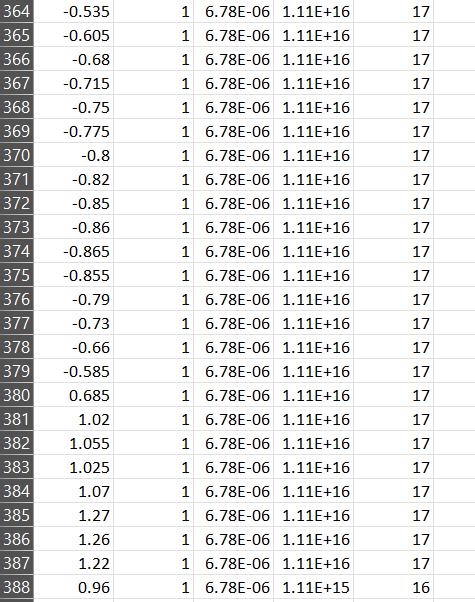 364 -0.535 1 6.78E-06 1.11E+16 17
365 -0.605 1 6.78E-06 1.11E+16 17
366 -0.68 1 6.78E-06 1.11E+16 17
367 -0.715 1 6.78E-06 1.11E+16 17
368 -0.75 1 6.78E-06 1.11E+16 17
369 -0.775 1 6.78E-06 1.11E+16 17
370 -0.8 1 6.78E-06 1.11E+16 17
371 -0.82 1 6.78E-06 1.11E+16 17
372 -0.85 1 6.78E-06 1.11E+16 17
373 -0.86 1 6.78E-06 1.11E+16 17
374 -0.865 1 6.78E-06 1.11E+16 17
375 -0.855 1 6.78E-06 1.11E+16 17
376 -0.79 1 6.78E-06 1.11E+16 17
377 -0.73 1 6.78E-06 1.11E+16 17
378 -0.66 1 6.78E-06 1.11E+16 17
379 -0.585 1 6.78E-06 1.11E+16 17
380 0.685 1 6.78E-06 1.11E+16 17
381 1.02 1 6.78E-06 1.11E+16 17
382 1.055 1 6.78E-06 1.11E+16 17
383 1.025 1 6.78E-06 1.11E+16 17
384 1.07 1 6.78E-06 1.11E+16 17
385 1.27 1 6.78E-06 1.11E+16 17
386 1.26 1 6.78E-06 1.11E+16 17
387 1.22 1 6.78E-06 1.11E+16 17
388 0.96 1 6.78E-06 1.11E+15 16